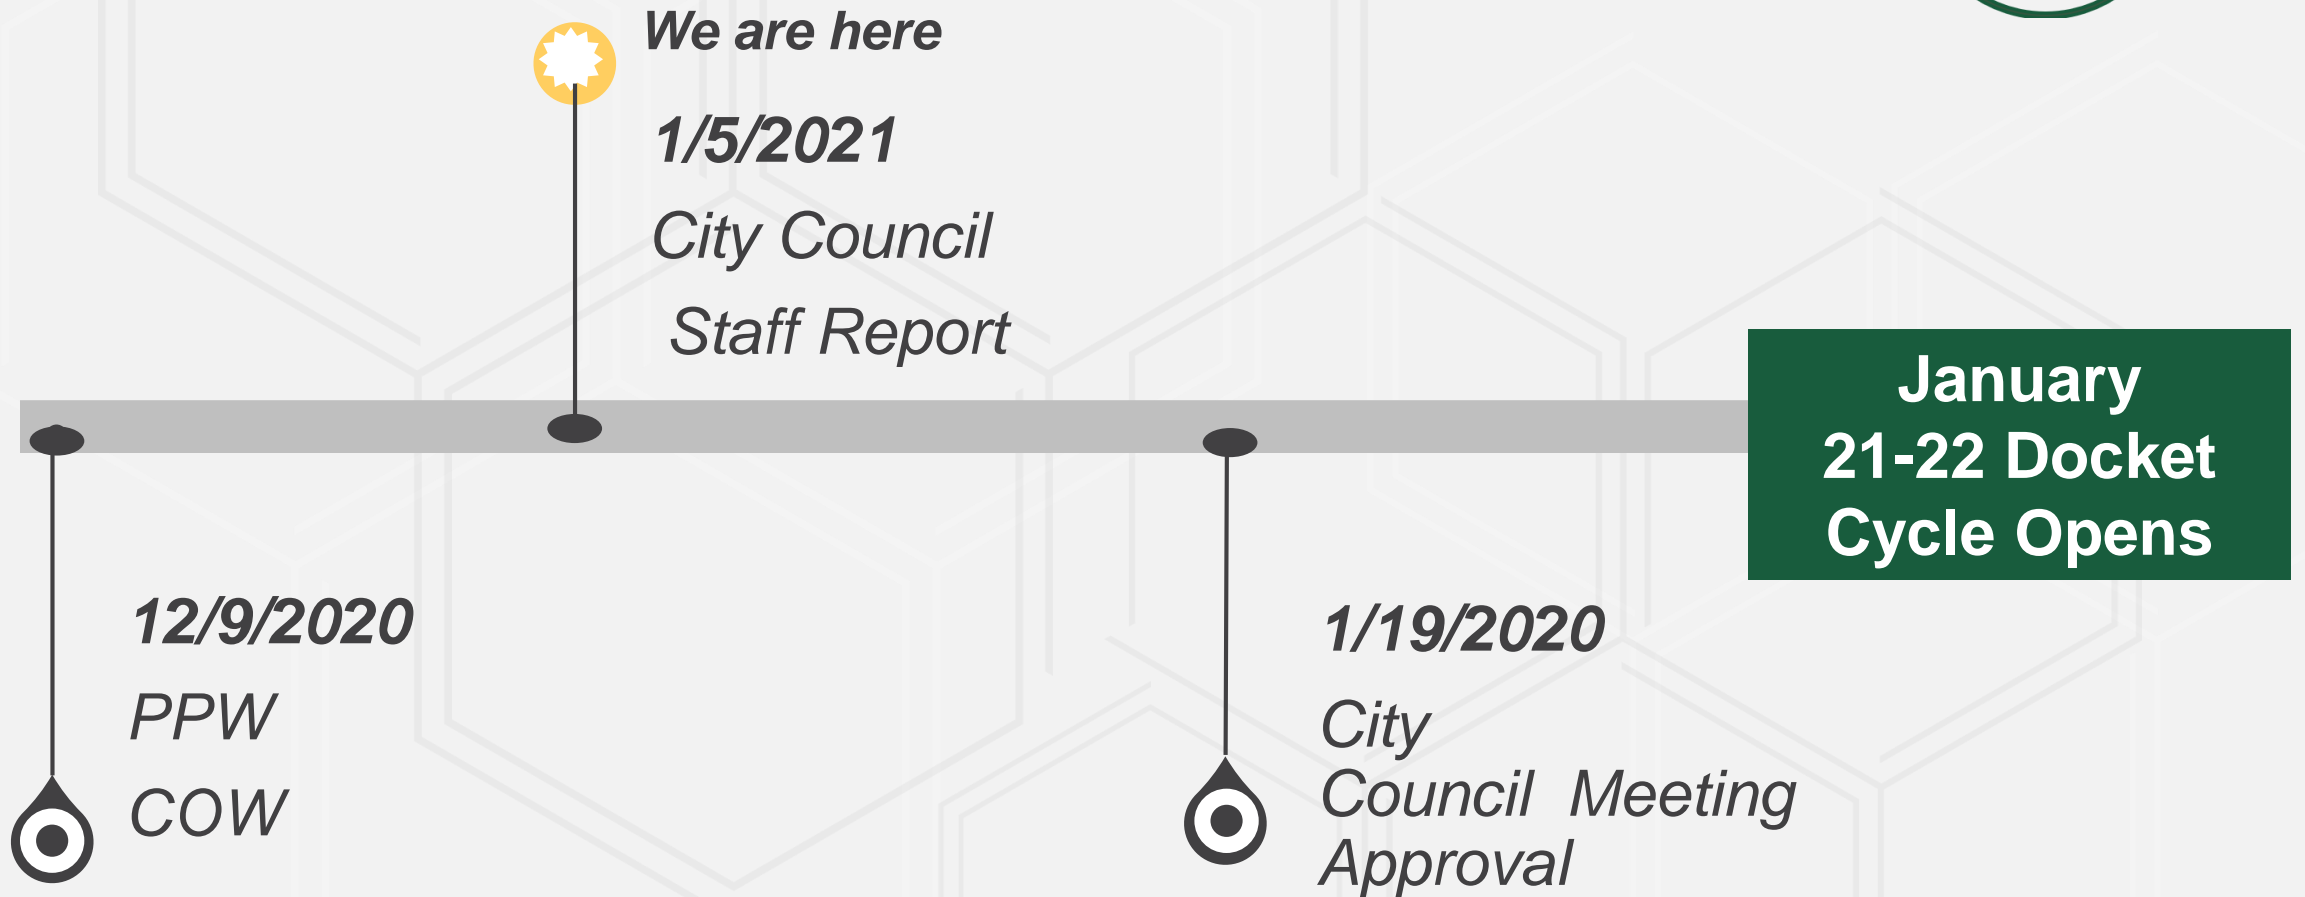 We are here
1/5/2021
City Council
Staff Report
January
21-22 Docket
Cycle Opens
12/9/2020
PPW
COW
1/19/2020
City
Council Meeting
Approval